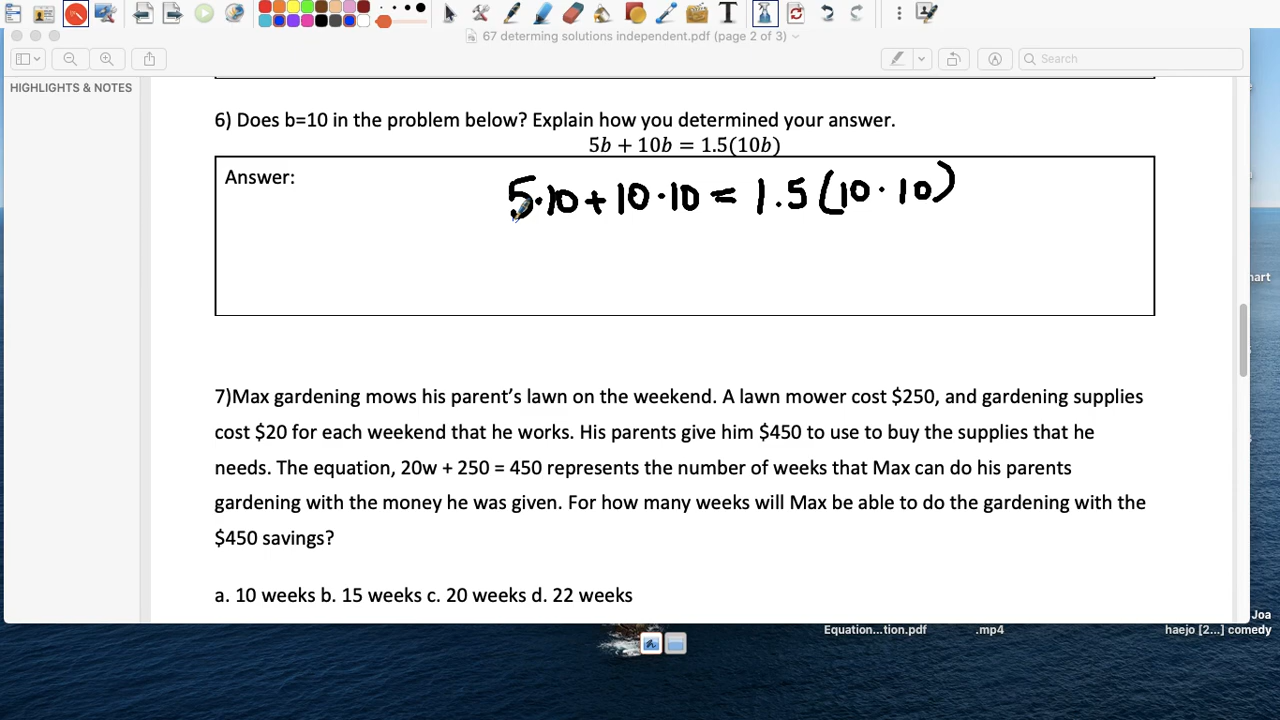 67 determing solutions independent.pdf (page 2 of 3)
Search
HIGHLIGHTS & NOTES
6) Does b=10 in the problem below? Explain how you determined your answer.
5b + 10b = 1.5(10b)
Answer:
5·10+10·10=1.5(10·10)
7)Max gardening mows his parent’s lawn on the weekend. A lawn mower cost $250, and gardening supplies
cost $20 for each weekend that he works. His parents give him $450 to use to buy the supplies that he
needs. The equation, 20w + 250 = 450 represents the number of weeks that Max can do his parents
gardening with the money he was given. For how many weeks will Max be able to do the gardening with the
$450 savings?
a. 10 weeks b. 15 weeks c. 20 weeks d. 22 weeks
hart
Joa
Equation...tion.pdf
.mp4
haejo [2...] comedy